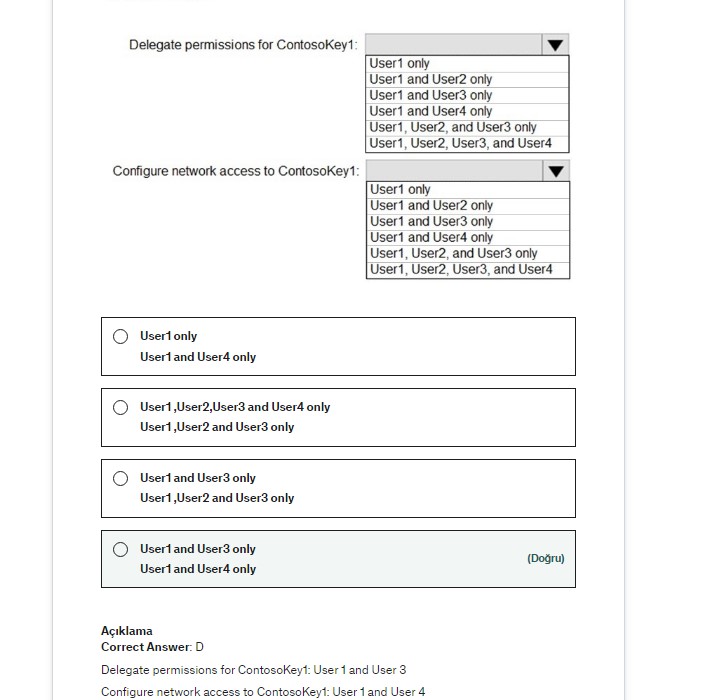 Delegate permissions for ContosoKey1:
User1 only
User1 and User2 only
User1 and User3 only
User1 and User4 only
User1, User2, and User3 only
User1, User2, User3, and User4
Configure network access to ContosoKey1:
User1 only
User1 and User2 only
User1 and User3 only
User1 and User4 only
User1, User2, and User3 only
User1, User2, User3, and User4
User1 only
User1 and User4 only
User1,User2,User3 and User4 only
User1,User2 and User3 only
User1 and User3 only
User1,User2 and User3 only
User1 and User3 only
User1 and User4 only
(Doğru)
Açıklama
Correct Answer: D
Delegate permissions for ContosoKey1: User 1 and User 3
Configure network access to ContosoKey1: User 1 and User 4